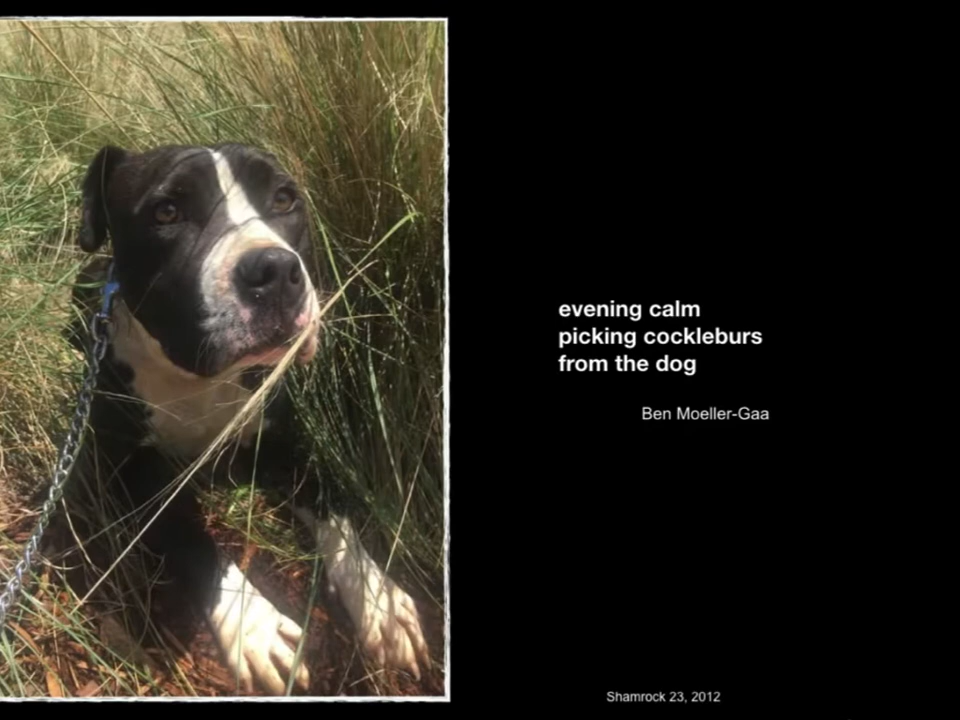 evening calm
picking cockleburs
from the dog
Ben Moeller-Gaa
Shamrock 23, 2012